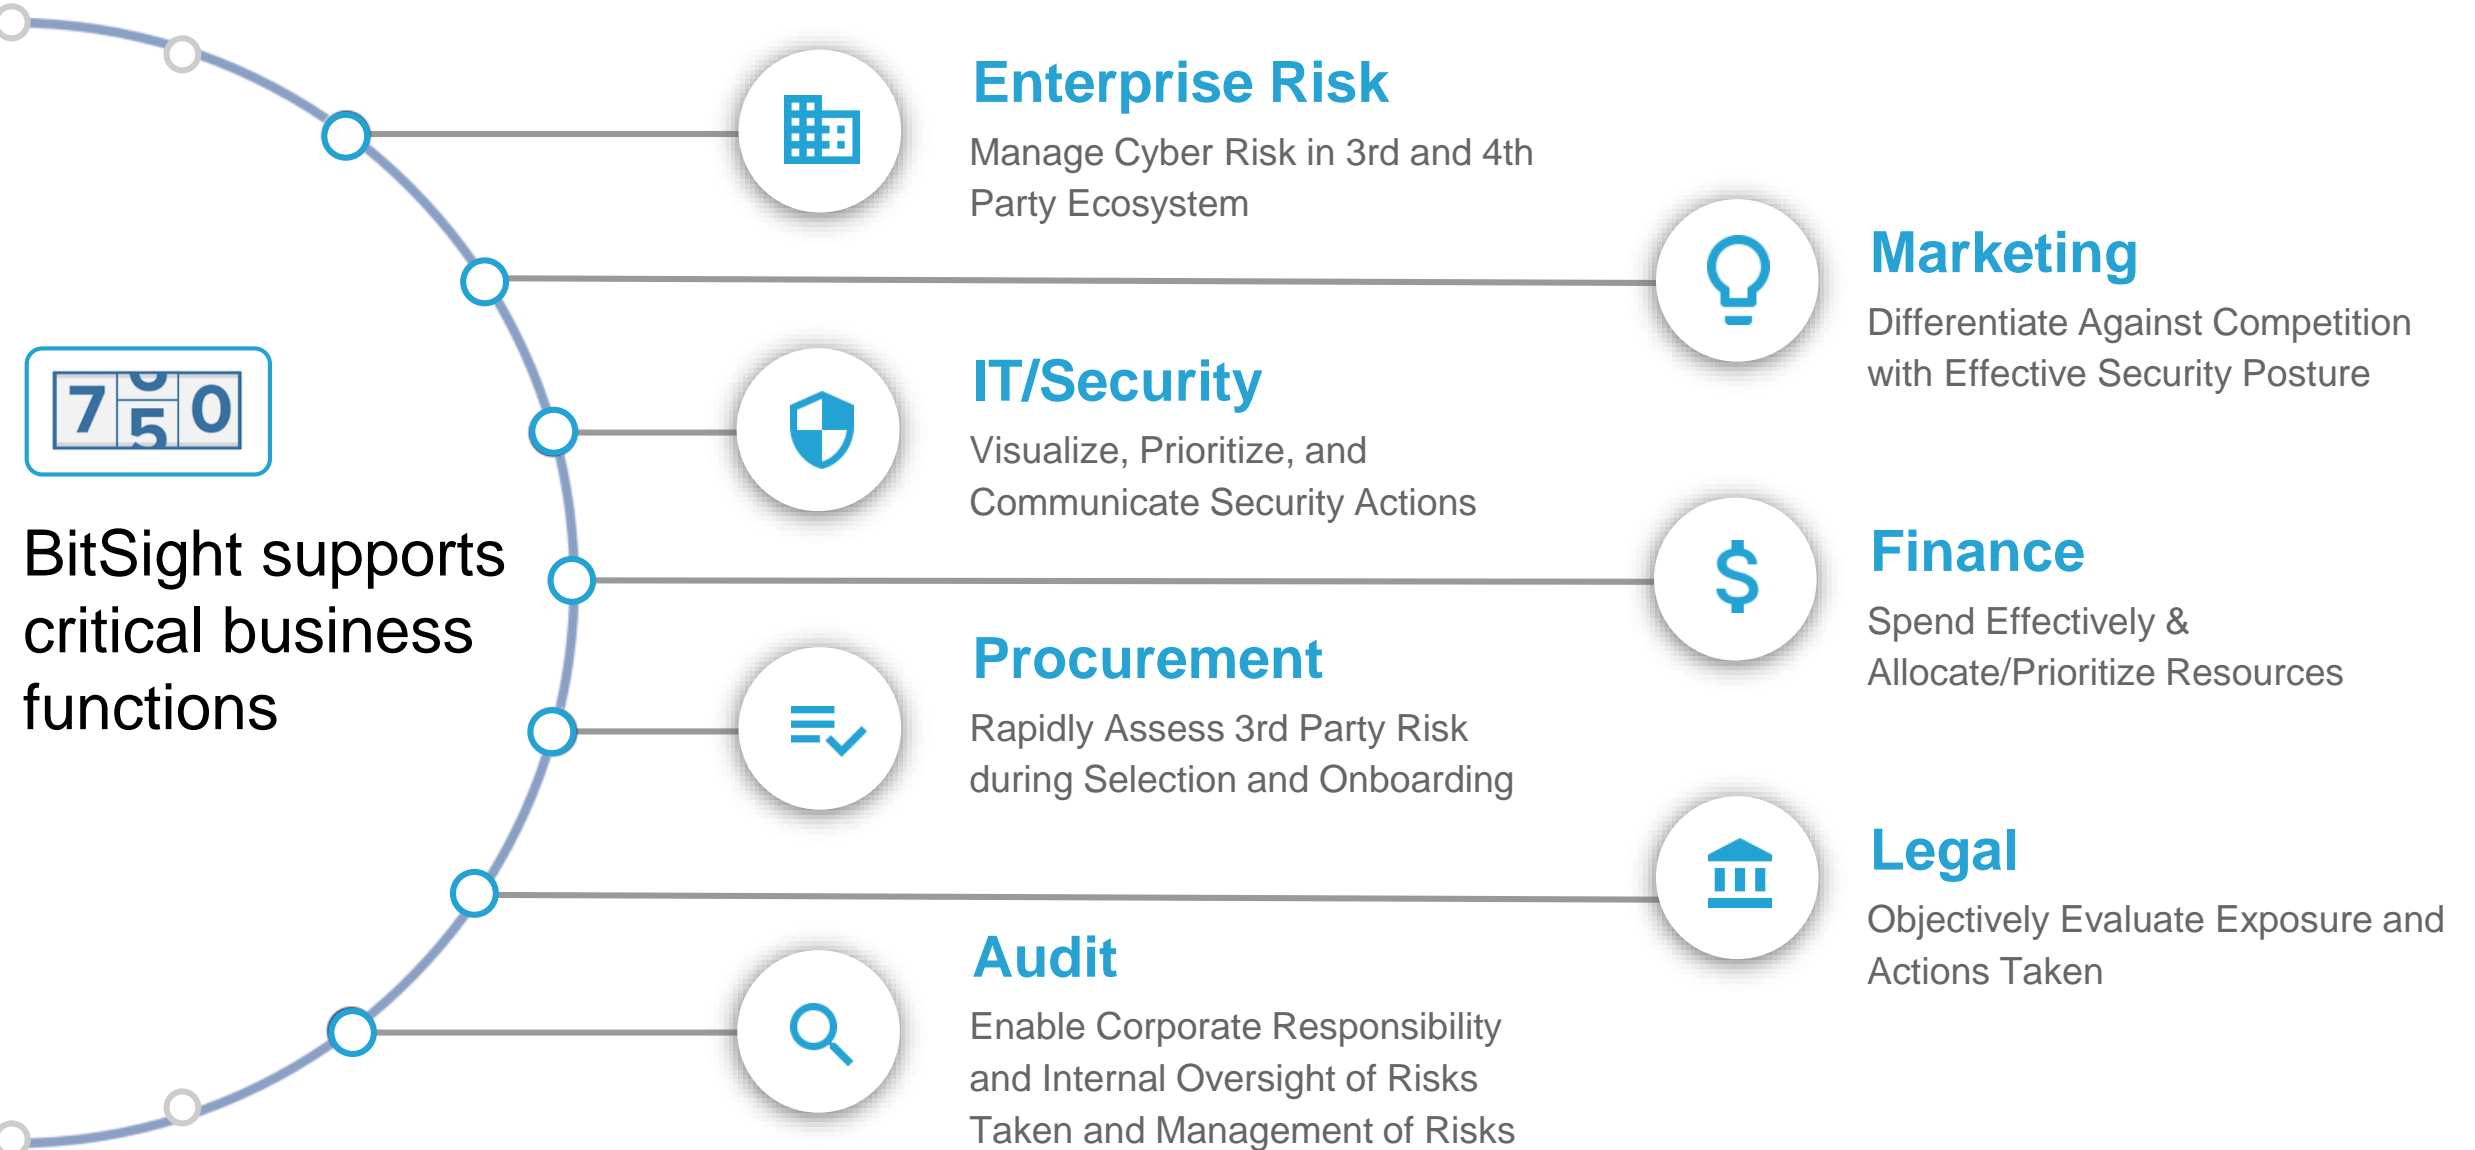 750
BitSight supports
critical business
functions
Enterprise Risk
Manage Cyber Risk in 3rd and 4th
Party Ecosystem
Marketing
Differentiate Against Competition
with Effective Security Posture
IT/Security
Visualize, Prioritize, and
Communicate Security Actions
Finance
Spend Effectively &
Allocate/Prioritize Resources
Procurement
Rapidly Assess 3rd Party Risk
during Selection and Onboarding
Legal
Objectively Evaluate Exposure and
Actions Taken
Audit
Enable Corporate Responsibility
and Internal Oversight of Risks
Taken and Management of Risks